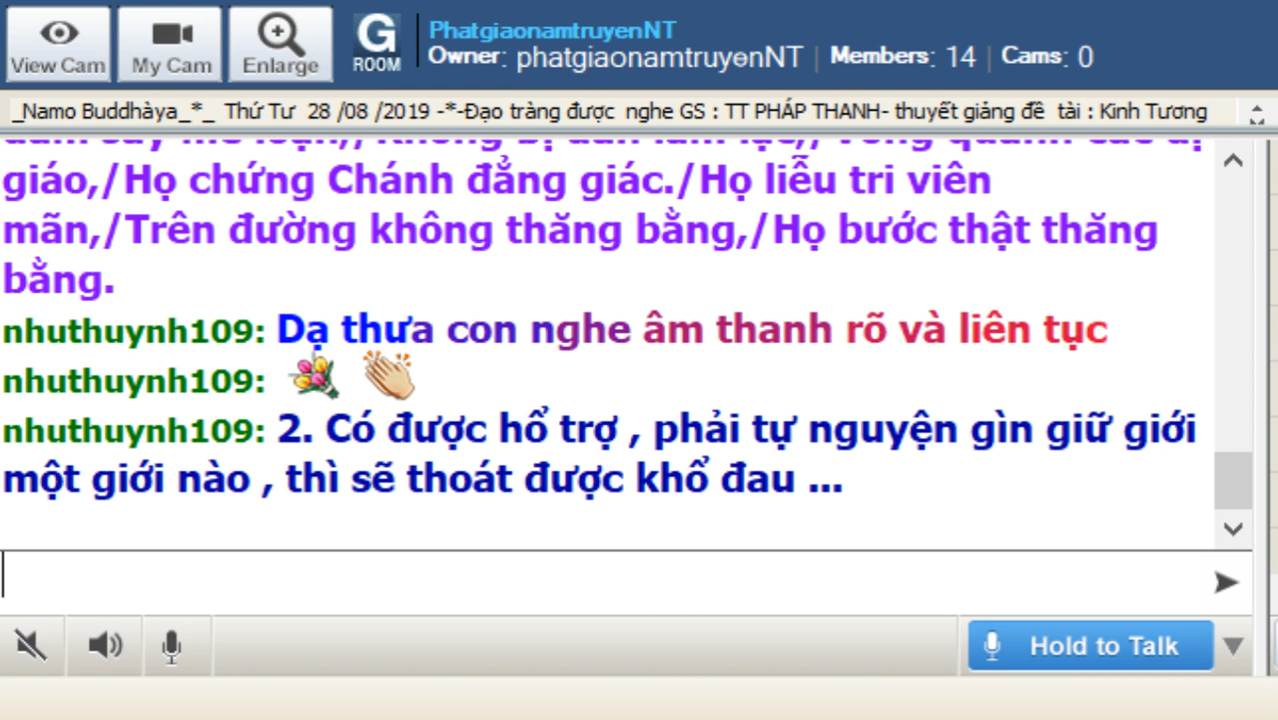 PhatgiaonamtruyenNT
Owner: phatgiaonamtruyenNT | Members: 14 | Cams: 0
View Cam
My Cam
Enlarge
G
ROOM
_Namo Buddhàya_*_ Thứ Tư 28 /08 /2019 -*-Đạo tràng được nghe GS : TT PHÁP THANH- thuyết giảng đề tài : Kinh Tương
giáo,/Họ chứng Chánh đẳng giác./Họ liễu tri viên
mãn,/Trên đường không thăng bằng,/Họ bước thật thăng
bằng.
nhuthuynh109: Dạ thưa con nghe âm thanh rõ và liên tục
nhuthuynh109:
nhuthuynh109: 2. Có được hổ trợ , phải tự nguyện gìn giữ giới
một giới nào , thì sẽ thoát được khổ đau ...
Hold to Talk